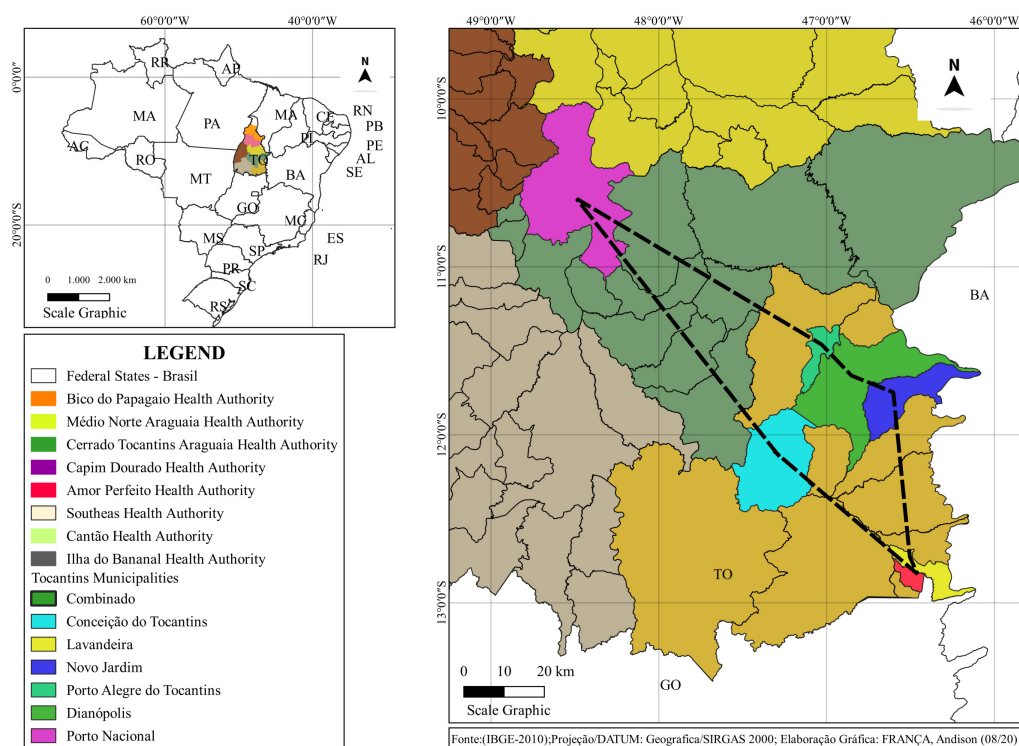 60°0'0"W 40°0'0"W
0°0'0"
20°0'0"S
N
RR
AP
MA
PA
MA
CE
RN
PB
PI
PE
AL
SE
AC
RO
TO
BA
MT
GO
MG
MS
ES
SP
RJ
PR
SC
RS
0 1.000 2.000 km
Scale Graphic
LEGEND
Federal States - Brasil
Bico do Papagaio Health Authority
Médio Norte Araguaia Health Authority
Cerrado Tocantins Araguaia Health Authority
Capim Dourado Health Authority
Amor Perfeito Health Authority
Southeas Health Authority
Cantão Health Authority
Ilha do Bananal Health Authority
Tocantins Municipalities
Combinado
Conceição do Tocantins
Lavandeira
Novo Jardim
Porto Alegre do Tocantins
Dianópolis
Porto Nacional
49°0'0"W 48°0'0"W 47°0'0"W 46°0'0"W
10°0'0"S
11°0'0"S
12°0'0"S
13°0'0"S
N
BA
TO
GO
0 10 20 km
Scale Graphic
Fonte:(IBGE-2010);Projeção/DATUM: Geografica/SIRGAS 2000; Elaboração Gráfica: FRANÇA, Andison (08/20)